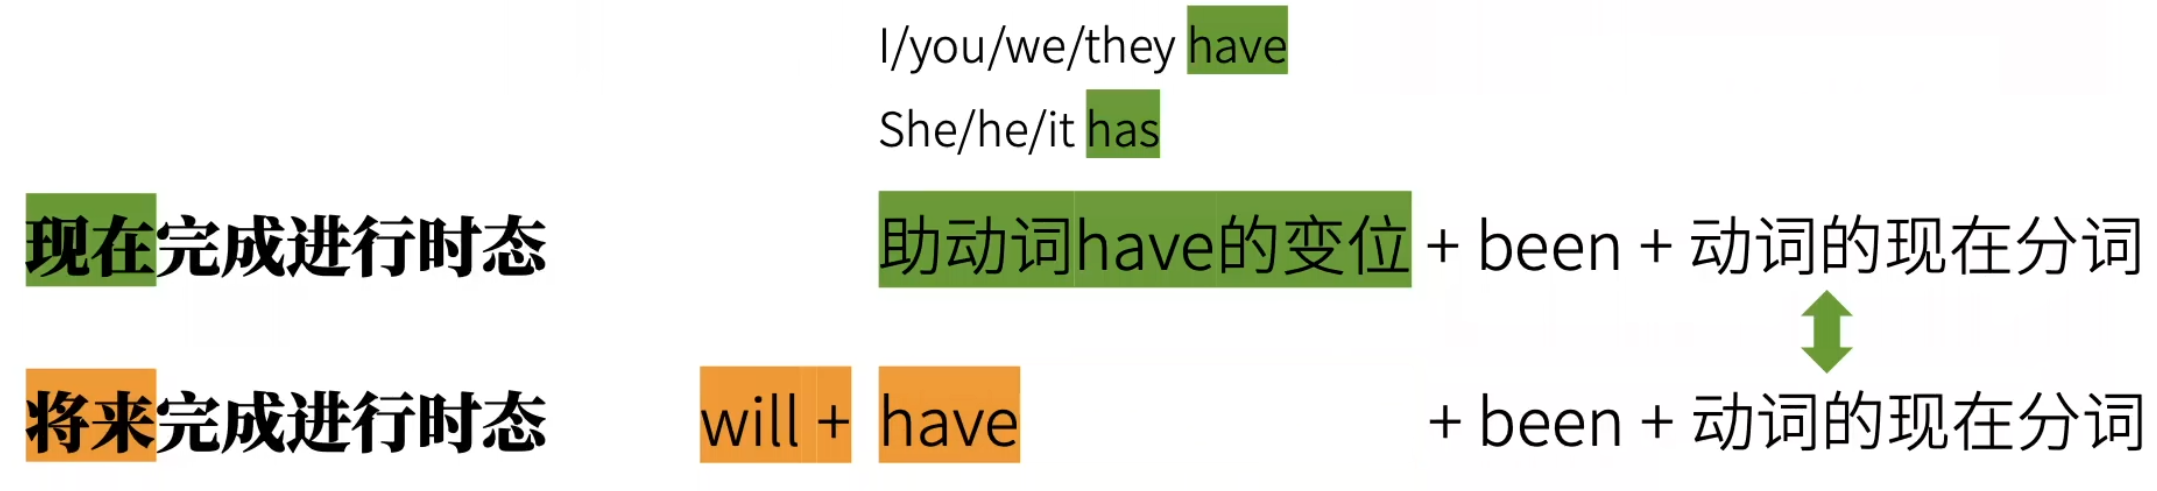 I/you/we/they have
She/he/it has
现在完成进行时态 助动词have的变位 + been + 动词的现在分词
将来完成进行时态 will + have + been + 动词的现在分词